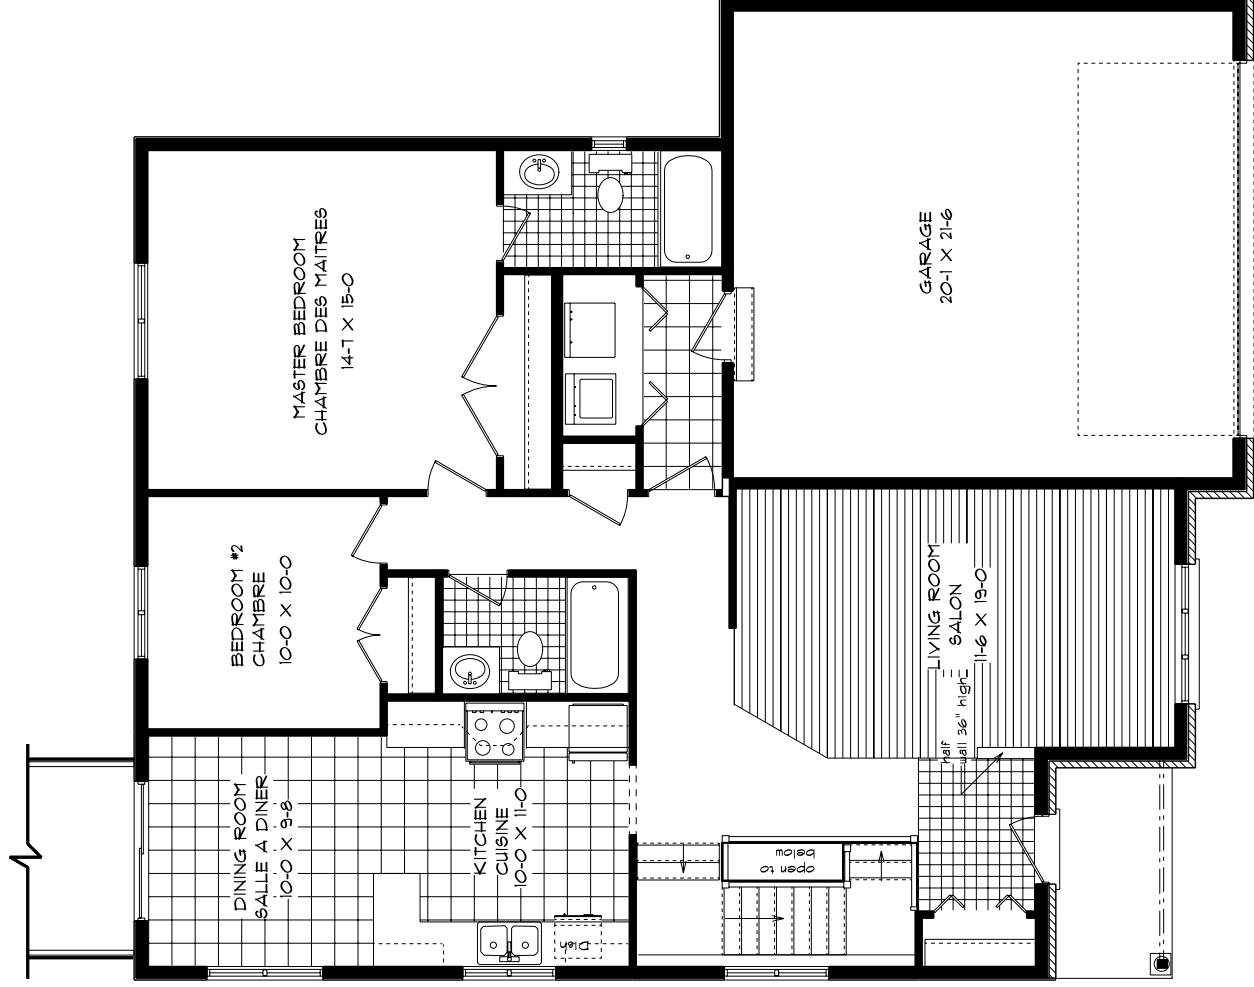 MASTER BEDROOM
CHAMBRE DES MAITRES
14-7 X 15-0
GARAGE
20-1 X 21-6
BEDROOM #2
CHAMBRE
10-0 X 10-0
LIVING ROOM
SALON
11-6 X 19-0
half
wall 36" high
DINING ROOM
SALLE A DINER
10-0 X 9-8
KITCHEN
CUISINE
10-0 X 11-0
open to
below
Dish